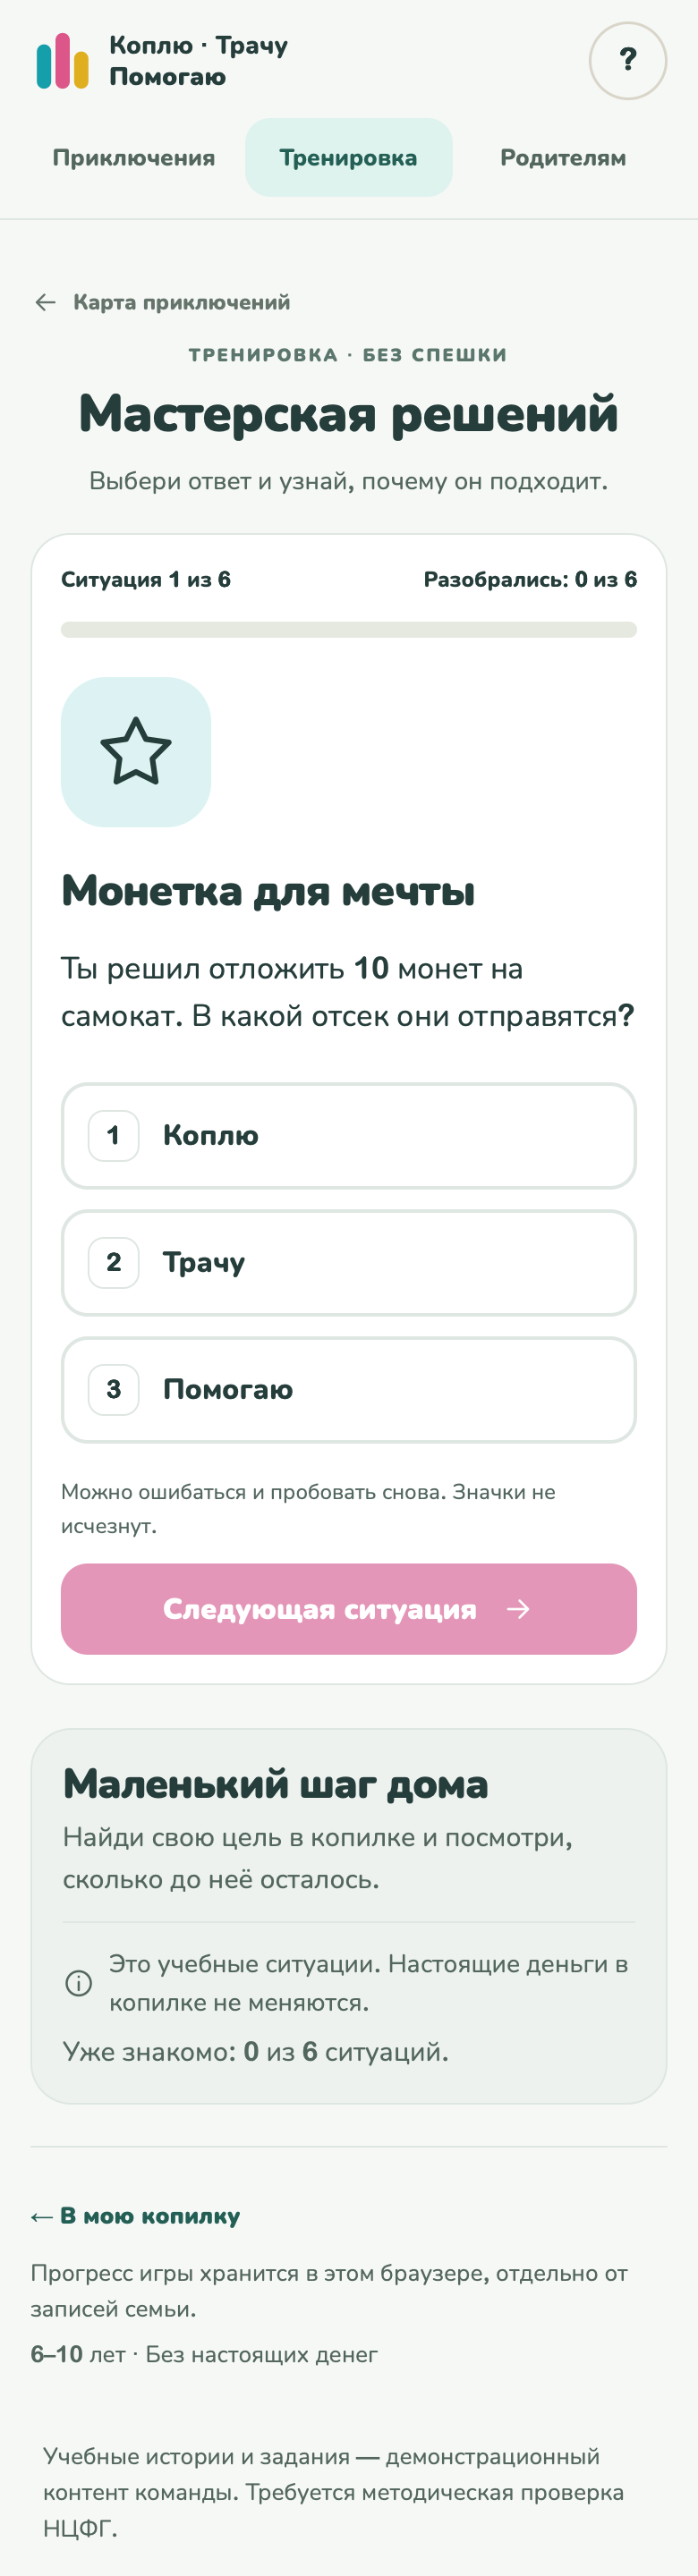 Коплю · Трачу
Помогаю
?
Приключения
Тренировка
Родителям
← Карта приключений
ТРЕНИРОВКА · БЕЗ СПЕШКИ
Мастерская решений
Выбери ответ и узнай, почему он подходит.
Ситуация 1 из 6
Разобрались: 0 из 6
Монетка для мечты
Ты решил отложить 10 монет на
самокат. В какой отсек они отправятся?
1 Коплю
2 Трачу
3 Помогаю
Можно ошибаться и пробовать снова. Значки не
исчезнут.
Следующая ситуация →
Маленький шаг дома
Найди свою цель в копилке и посмотри,
сколько до неё осталось.
Это учебные ситуации. Настоящие деньги в
копилке не меняются.
Уже знакомо: 0 из 6 ситуаций.
← В мою копилку
Прогресс игры хранится в этом браузере, отдельно от
записей семьи.
6–10 лет · Без настоящих денег
Учебные истории и задания — демонстрационный
контент команды. Требуется методическая проверка
НЦФГ.